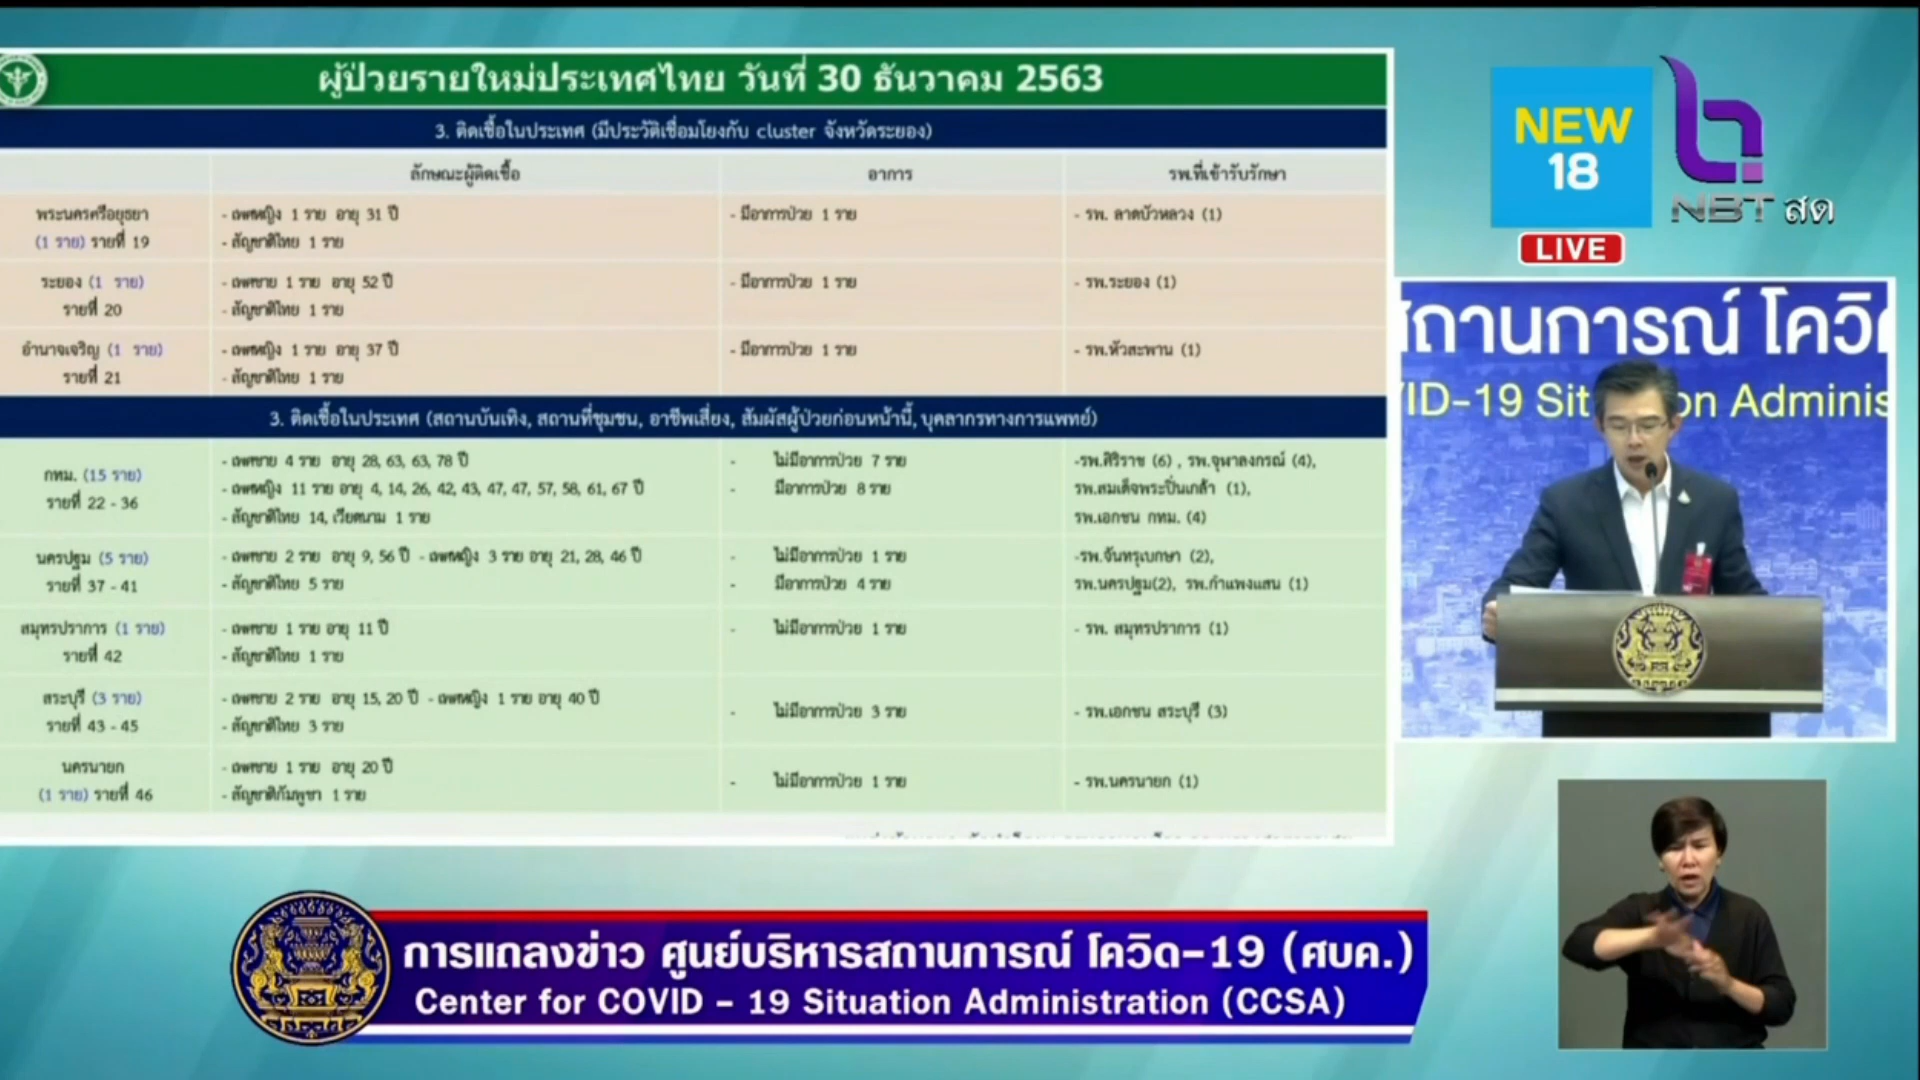 ผู้ป่วยรายใหม่ประเทศไทย วันที่ 30 ธันวาคม 2563
3. ติดเชื้อในประเทศ (มีประวัติเชื่อมโยงกับ cluster จังหวัดระยอง)
ลักษณะผู้ติดเชื้อ อาการ รพ.ที่เข้ารับรักษา
พระนครศรีอยุธยา
(1 ราย) รายที่ 19
- เพศหญิง 1 ราย อายุ 31 ปี
- สัญชาติไทย 1 ราย
- มีอาการป่วย 1 ราย
- รพ. ลาดบัวหลวง (1)
ระยอง (1 ราย)
รายที่ 20
- เพศชาย 1 ราย อายุ 52 ปี
- สัญชาติไทย 1 ราย
- มีอาการป่วย 1 ราย
- รพ.ระยอง (1)
อำนาจเจริญ (1 ราย)
รายที่ 21
- เพศหญิง 1 ราย อายุ 37 ปี
- สัญชาติไทย 1 ราย
- มีอาการป่วย 1 ราย
- รพ.หัวสะพาน (1)
3. ติดเชื้อในประเทศ (สถานบันเทิง, สถานที่ชุมชน, อาชีพเสี่ยง, สัมผัสผู้ป่วยก่อนหน้านี้, บุคลากรทางการแพทย์)
กทม. (15 ราย)
รายที่ 22 - 36
- เพศชาย 4 ราย อายุ 28, 63, 63, 78 ปี
- เพศหญิง 11 ราย อายุ 4, 14, 26, 42, 43, 47, 47, 57, 58, 61, 67 ปี
- สัญชาติไทย 14, เวียดนาม 1 ราย
- ไม่มีอาการป่วย 7 ราย
- มีอาการป่วย 8 ราย
-รพ.ศิริราช (6) , รพ.จุฬาลงกรณ์ (4),
รพ.สมเด็จพระปิ่นเกล้า (1),
รพ.เอกชน กทม. (4)
นครปฐม (5 ราย)
รายที่ 37 - 41
- เพศชาย 2 ราย อายุ 9, 56 ปี - เพศหญิง 3 ราย อายุ 21, 28, 46 ปี
- สัญชาติไทย 5 ราย
- ไม่มีอาการป่วย 1 ราย
- มีอาการป่วย 4 ราย
-รพ.จันทรุเบกษา (2),
รพ.นครปฐม(2), รพ.กำแพงแสน (1)
สมุทรปราการ (1 ราย)
รายที่ 42
- เพศชาย 1 ราย อายุ 11 ปี
- สัญชาติไทย 1 ราย
- ไม่มีอาการป่วย 1 ราย
- รพ. สมุทรปราการ (1)
สระบุรี (3 ราย)
รายที่ 43 - 45
- เพศชาย 2 ราย อายุ 15, 20 ปี - เพศหญิง 1 ราย อายุ 40 ปี
- สัญชาติไทย 3 ราย
- ไม่มีอาการป่วย 3 ราย
- รพ.เอกชน สระบุรี (3)
นครนายก
(1 ราย) รายที่ 46
- เพศชาย 1 ราย อายุ 20 ปี
- สัญชาติกัมพูชา 1 ราย
- ไม่มีอาการป่วย 1 ราย
- รพ.นครนายก (1)
NEW
18
LIVE
NBT สด
สถานการณ์ โควิด
VID-19 Sit on Adminis
การแถลงข่าว ศูนย์บริหารสถานการณ์ โควิด-19 (ศบค.)
Center for COVID - 19 Situation Administration (CCSA)